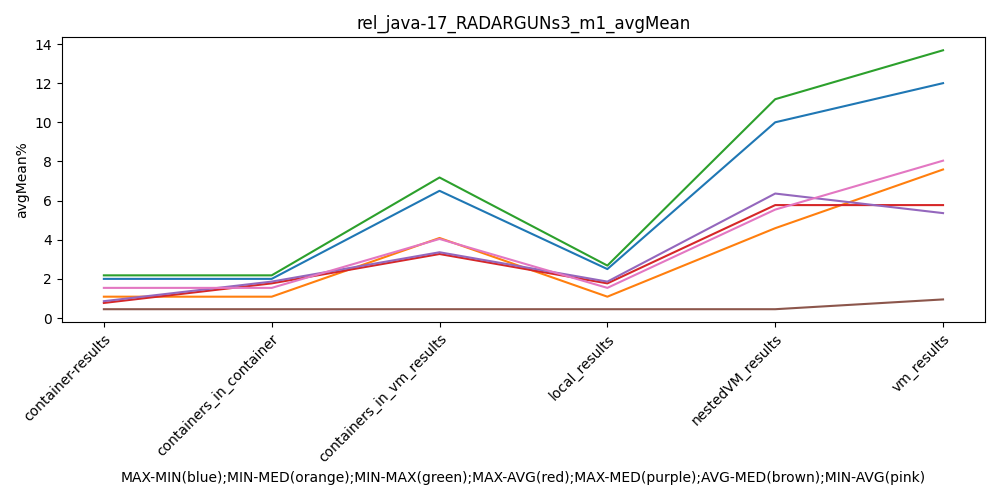 rel_java-17_RADARGUNs3_m1_avgMean
avgMean%
14
12
10
8
6
4
2
0
container-results
containers_in_container
containers_in_vm_results
local_results
nestedVM_results
vm_results
MAX-MIN(blue);MIN-MED(orange);MIN-MAX(green);MAX-AVG(red);MAX-MED(purple);AVG-MED(brown);MIN-AVG(pink)